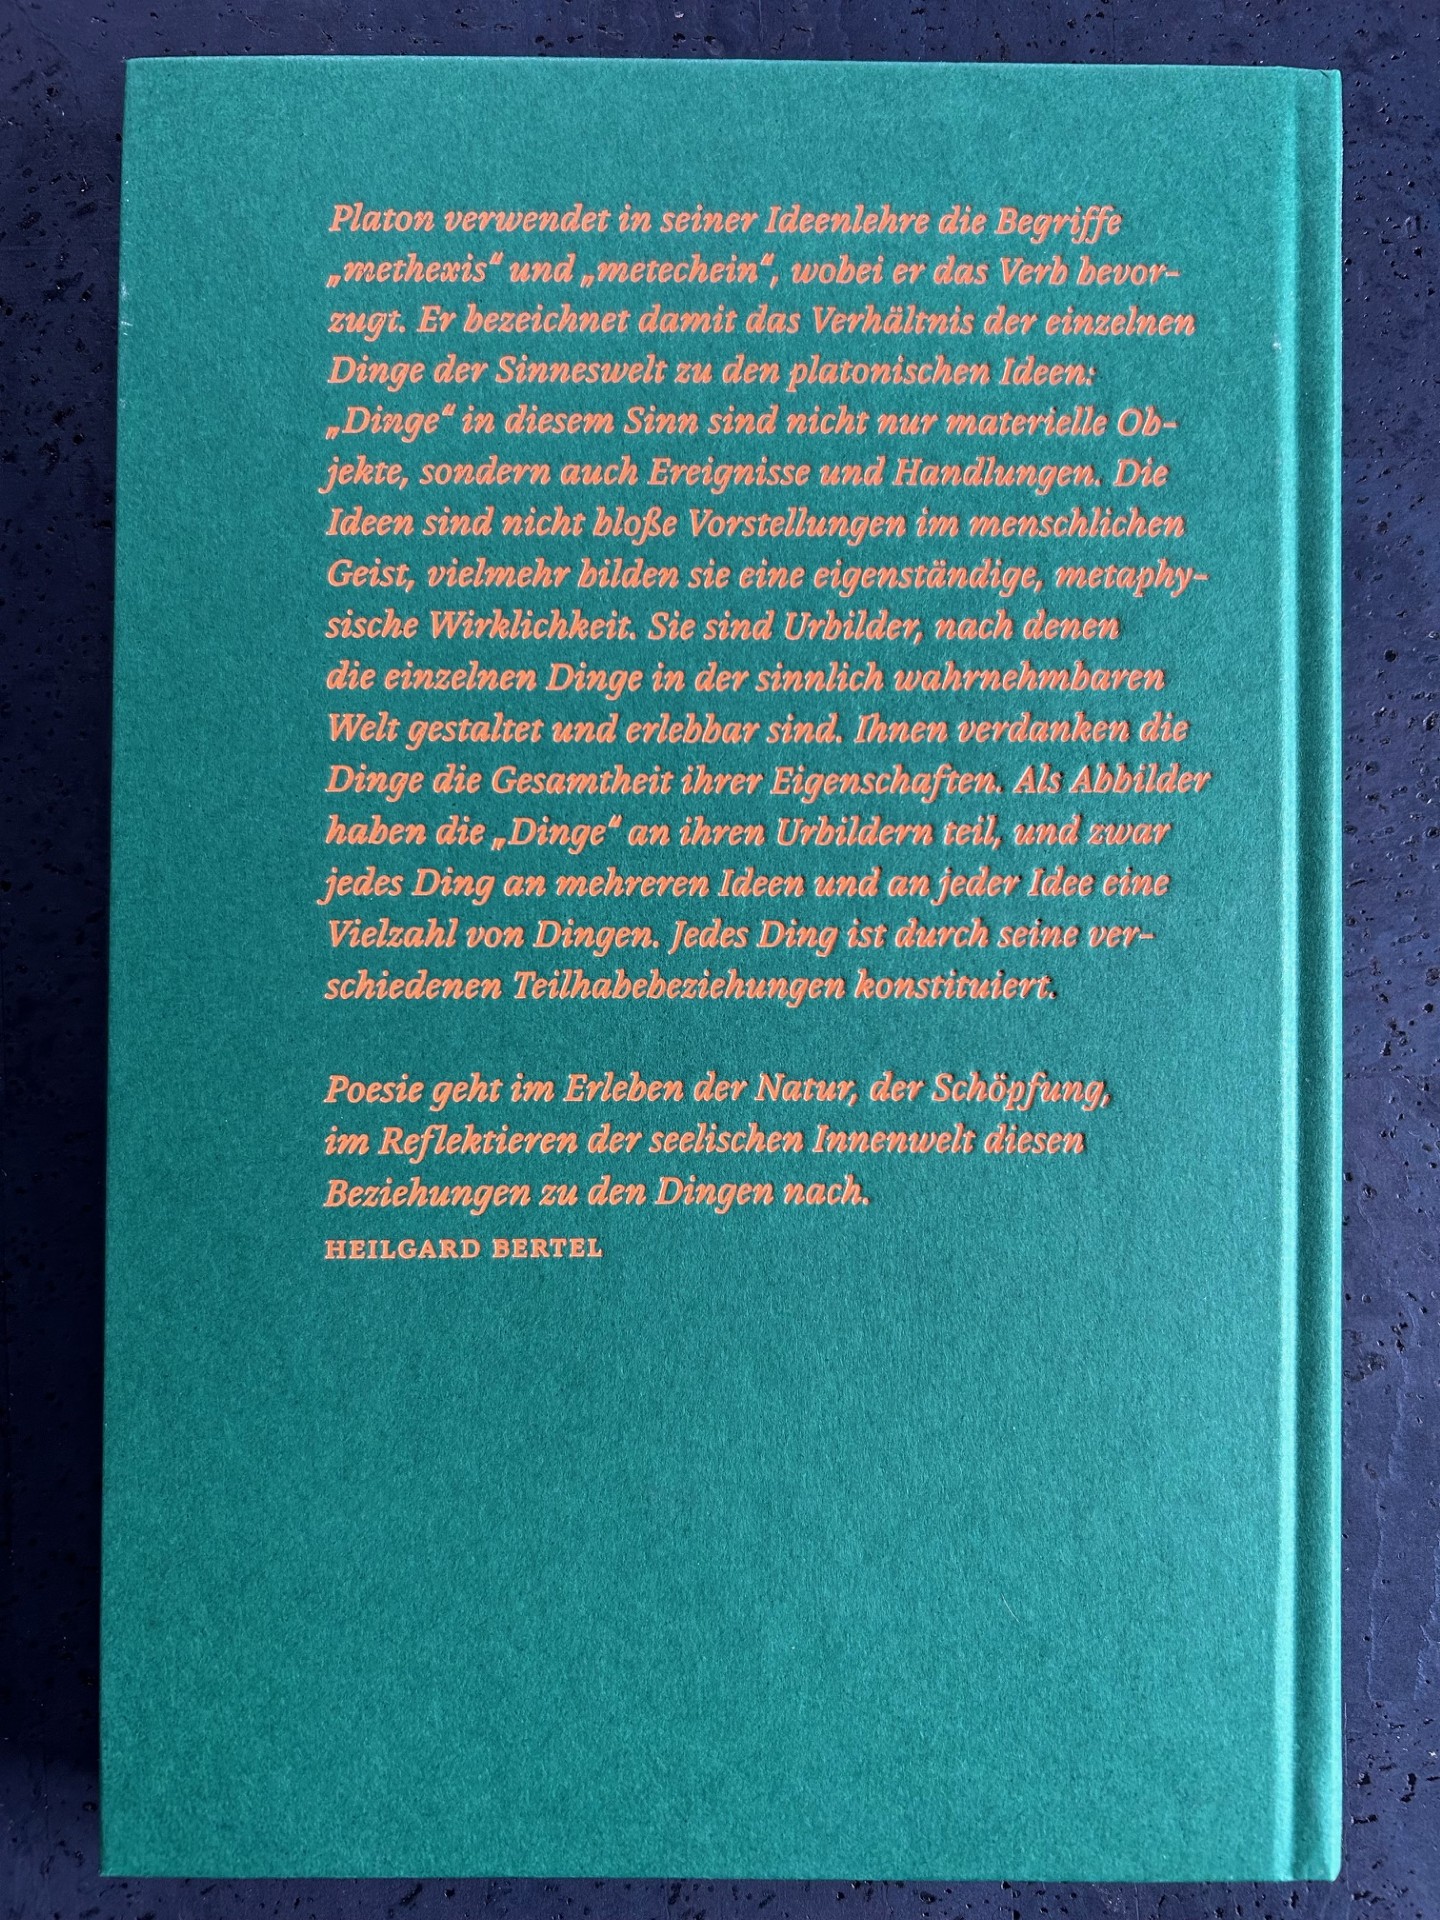 Platon verwendet in seiner Ideenlehre die Begriffe
„methexis“ und „metechein“, wobei er das Verb bevor-
zugt. Er bezeichnet damit das Verhältnis der einzelnen
Dinge der Sinneswelt zu den platonischen Ideen:
„Dinge“ in diesem Sinn sind nicht nur materielle Ob-
jekte, sondern auch Ereignisse und Handlungen. Die
Ideen sind nicht bloße Vorstellungen im menschlichen
Geist, vielmehr bilden sie eine eigenständige, metaphy-
sische Wirklichkeit. Sie sind Urbilder, nach denen
die einzelnen Dinge in der sinnlich wahrnehmbaren
Welt gestaltet und erlebbar sind. Ihnen verdanken die
Dinge die Gesamtheit ihrer Eigenschaften. Als Abbilder
haben die „Dinge“ an ihren Urbildern teil, und zwar
jedes Ding an mehreren Ideen und an jeder Idee eine
Vielzahl von Dingen. Jedes Ding ist durch seine ver-
schiedenen Teilhabebeziehungen konstituiert.
Poesie geht im Erleben der Natur, der Schöpfung,
im Reflektieren der seelischen Innenwelt diesen
Beziehungen zu den Dingen nach.
HEILGARD BERTEL